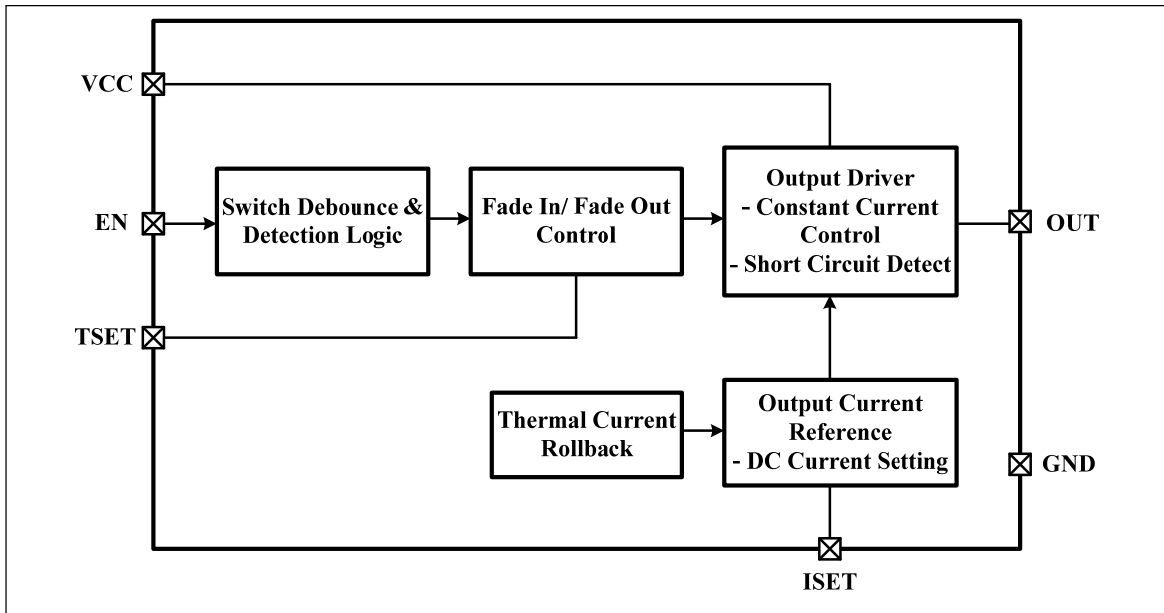 VCC
EN
TSET
Switch Debounce &
Detection Logic
Fade In/ Fade Out
Control
Output Driver
- Constant Current
Control
- Short Circuit Detect
OUT
Thermal Current
Rollback
Output Current
Reference
- DC Current Setting
GND
ISET